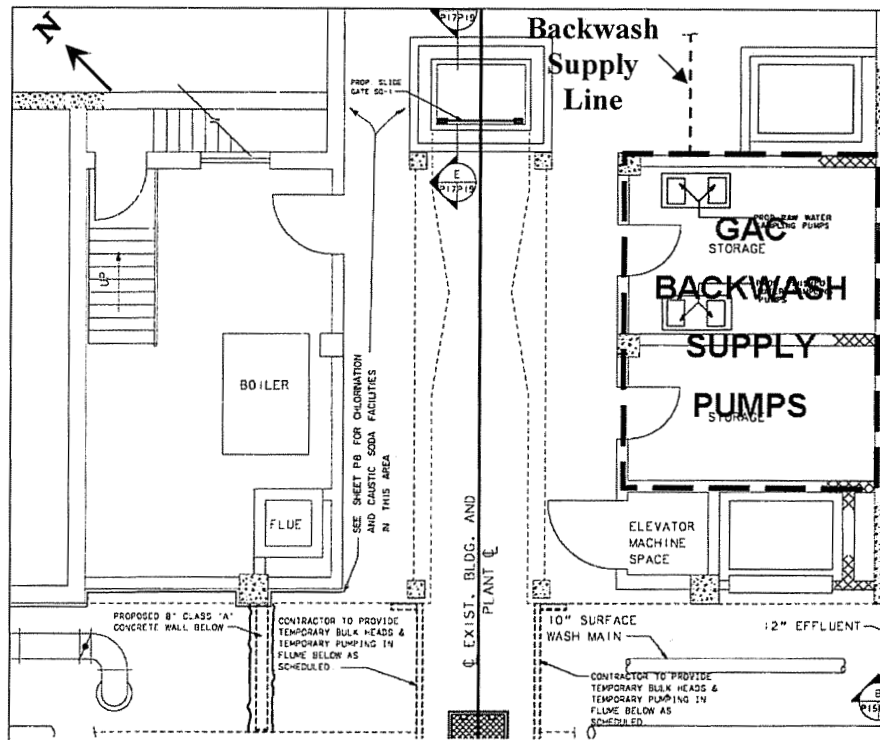 N
P17 P19
Backwash
Supply
Line
PROP. SLIDE
GATE SG-1
E
P17 P19
PROP. RAW WATER
SAMPLING PUMPS
GAC
STORAGE
BACKWASH
PUMPS
SUPPLY
PUMPS
STORAGE
UP
BOILER
FLUE
SEE SHEET P8 FOR CHLORINATION
AND CAUSTIC SODA FACILITIES
IN THIS AREA
℄ EXIST. BLDG. AND
PLANT ℄
ELEVATOR
MACHINE
SPACE
PROPOSED 8" CLASS 'A'
CONCRETE WALL BELOW
CONTRACTOR TO PROVIDE
TEMPORARY BULK HEADS &
TEMPORARY PUMPING IN
FLUME BELOW AS
SCHEDULED.
10" SURFACE
WASH MAIN
12" EFFLUENT
CONTRACTOR TO PROVIDE
TEMPORARY BULK HEADS &
TEMPORARY PUMPING IN
FLUME BELOW AS
SCHEDULED.